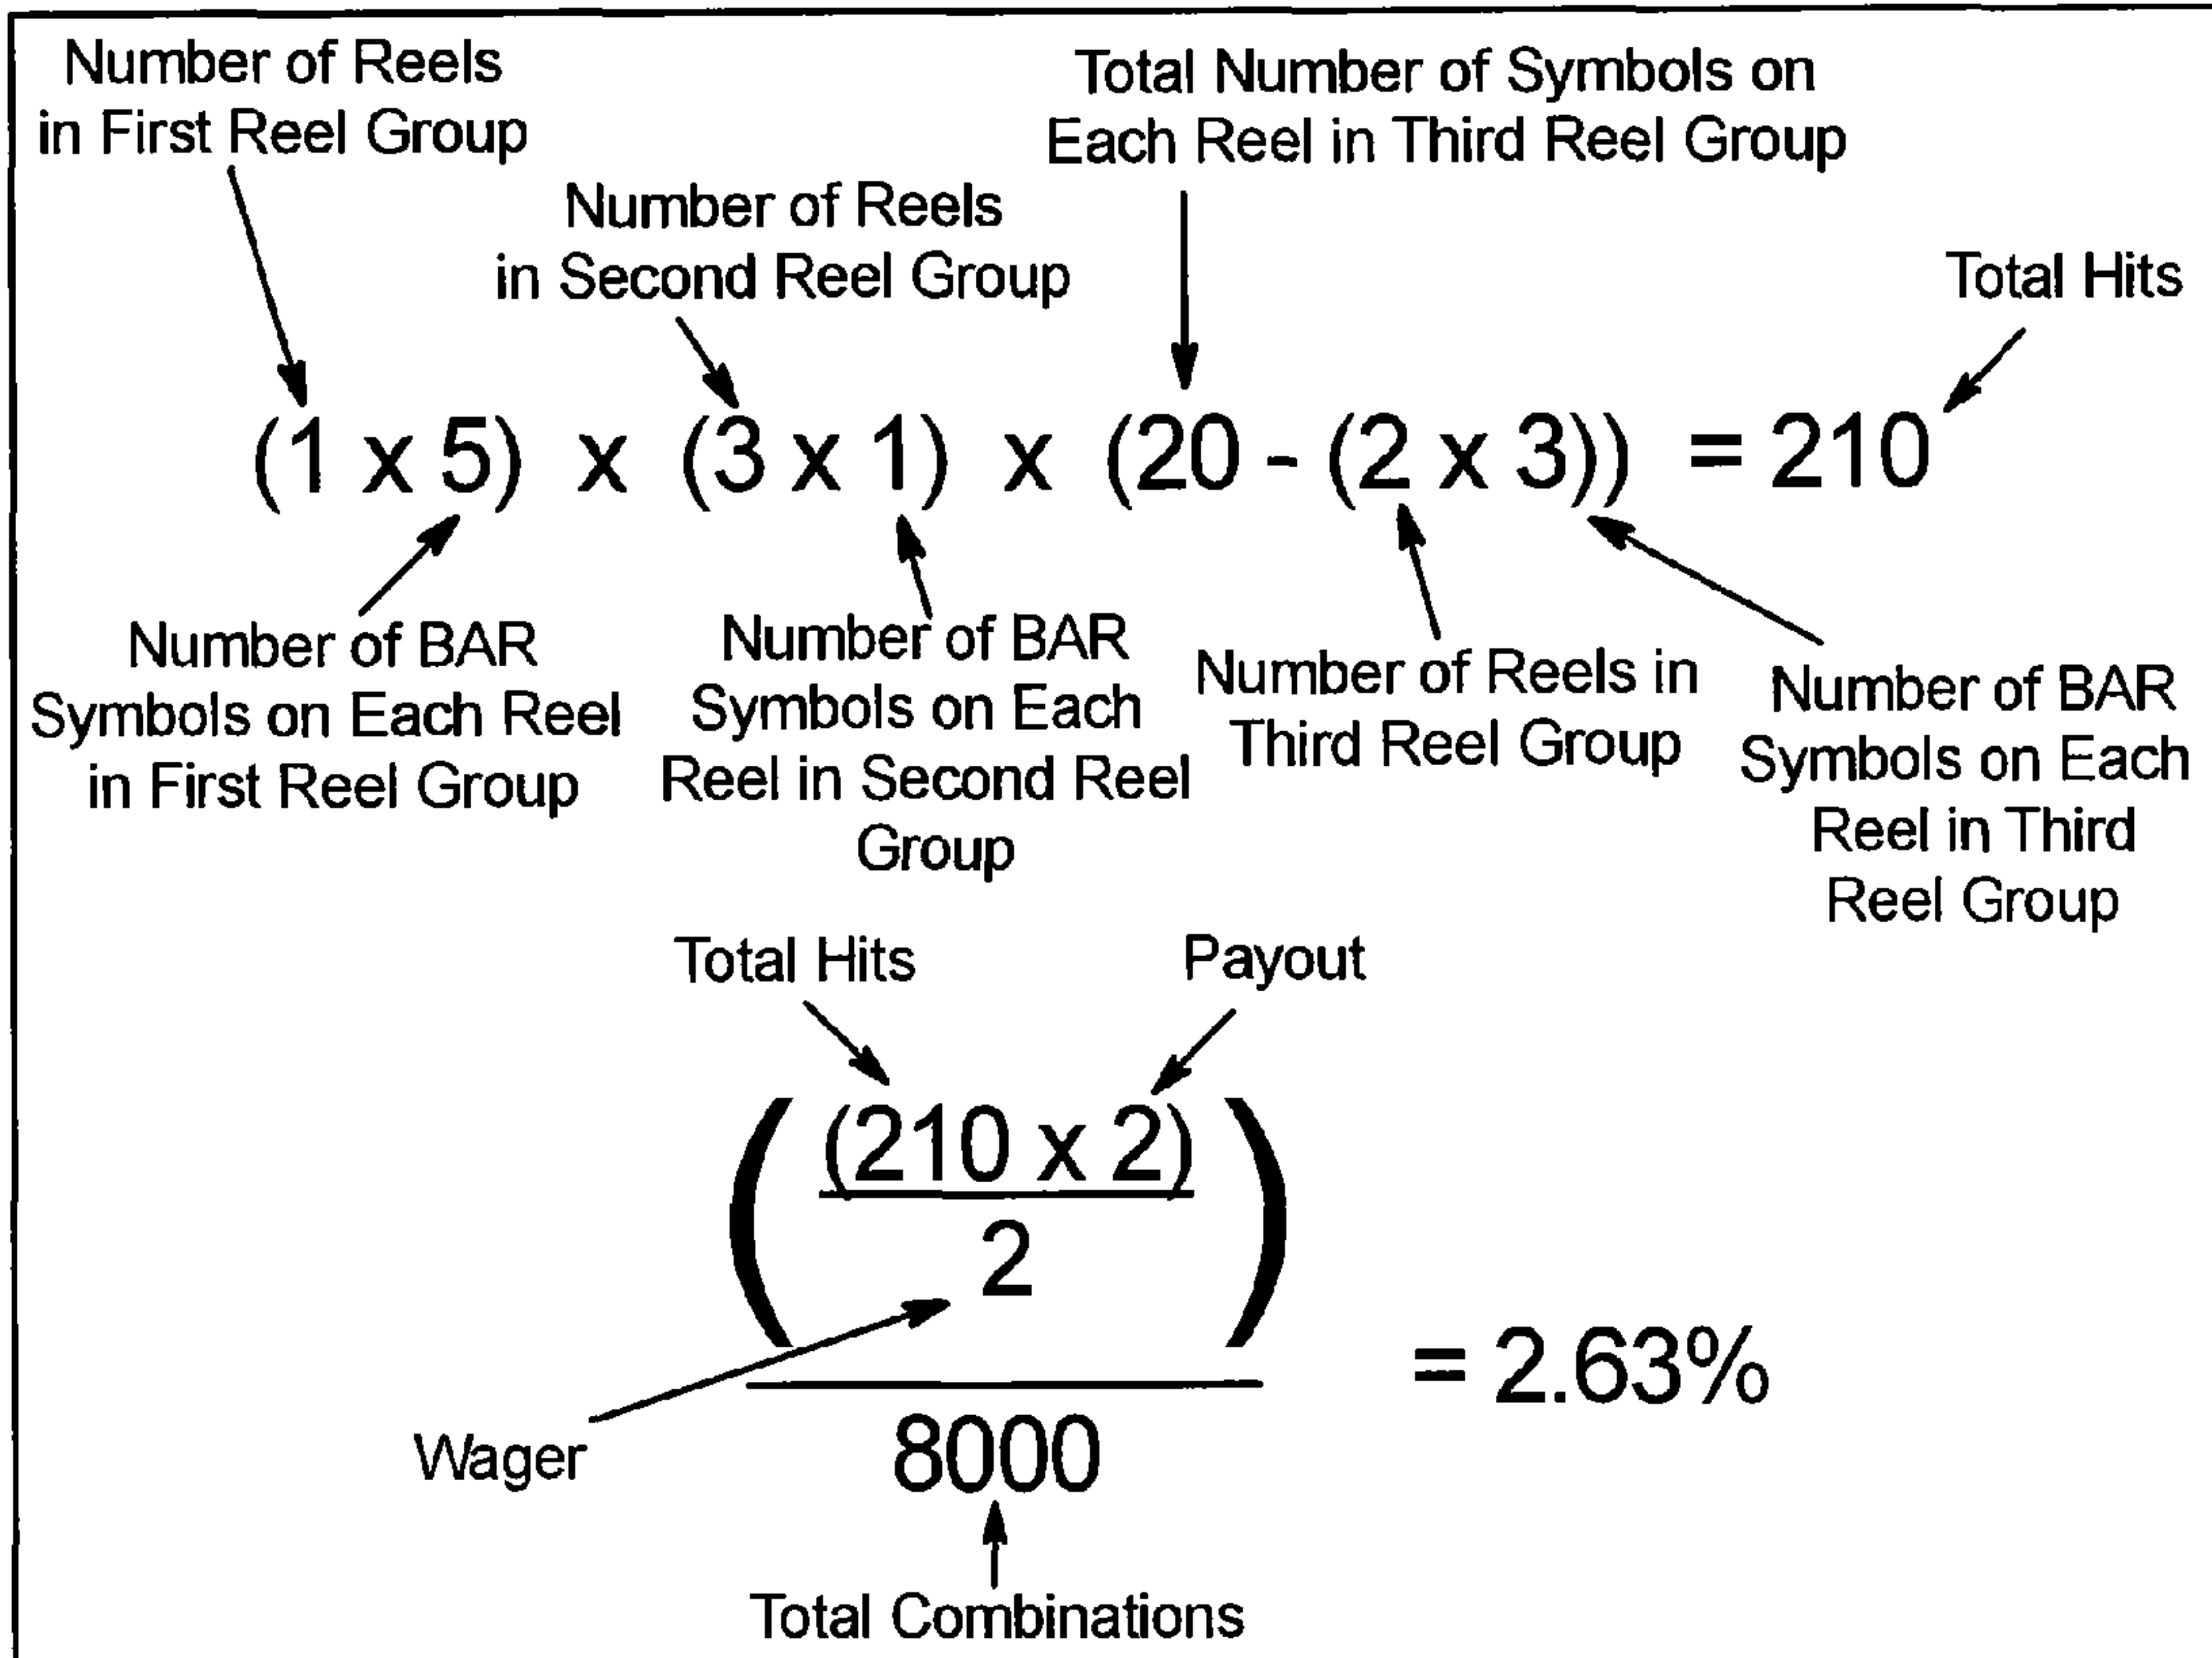 Number of Reels
in First Reel Group
Total Number of Symbols on
Each Reel in Third Reel Group
Number of Reels
in Second Reel Group
Total Hits
(1 x 5) x (3 x 1) x (20 - (2 x 3)) = 210
Number of BAR
Symbols on Each Reel
in First Reel Group
Number of BAR
Symbols on Each
Reel in Second Reel
Group
Number of Reels in
Third Reel Group
Number of BAR
Symbols on Each
Reel in Third
Reel Group
Total Hits
Payout
(210 x 2)
2
= 2.63%
Wager
8000
Total Combinations